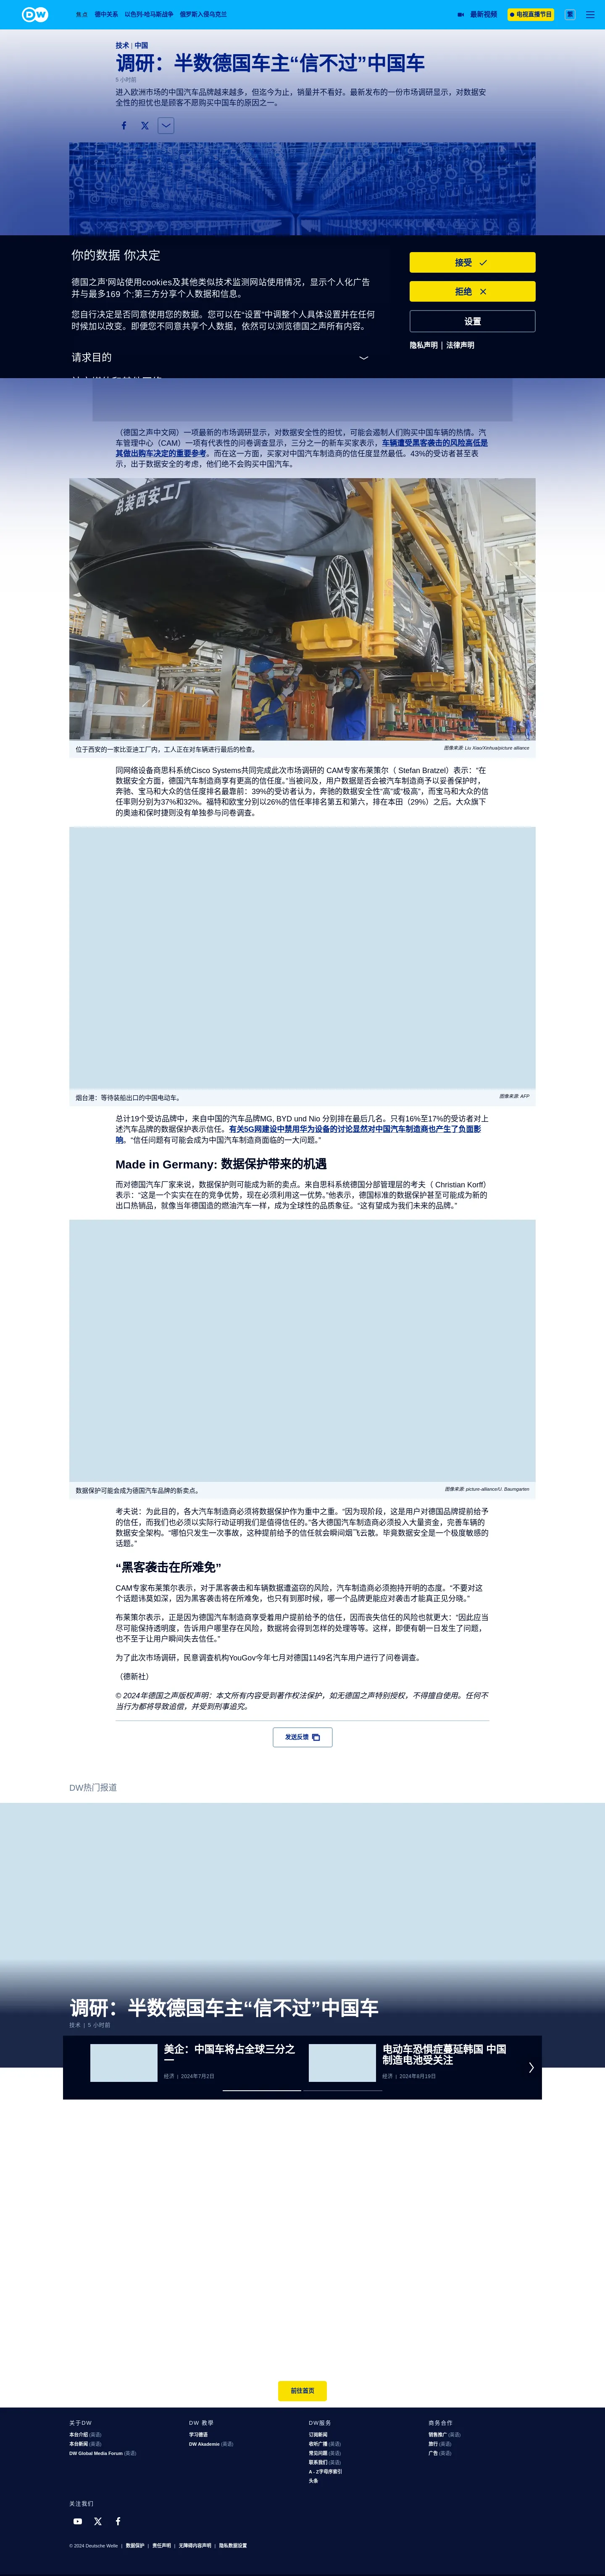 DW
焦点 德中关系 以色列-哈马斯战争 俄罗斯入侵乌克兰 最新视频 电视直播节目 繁
技术 | 中国
调研：半数德国车主“信不过”中国车
5 小时前
进入欧洲市场的中国汽车品牌越来越多，但迄今为止，销量并不看好。最新发布的一份市场调研显示，对数据安
全性的担忧也是顾客不愿购买中国车的原因之一。
你的数据 你决定
德国之声'网站使用cookies及其他类似技术监测网站使用情况，显示个人化广告
并与最多169 个;第三方分享个人数据和信息。
您自行决定是否同意使用您的数据。您可以在“设置”中调整个人具体设置并在任何
时候加以改变。即便您不同意共享个人数据，依然可以浏览德国之声所有内容。
请求目的
接受
拒绝
设置
隐私声明 | 法律声明
（德国之声中文网）一项最新的市场调研显示，对数据安全性的担忧，可能会遏制人们购买中国车辆的热情。汽
车管理中心（CAM）一项有代表性的问卷调查显示，三分之一的新车买家表示，车辆遭受黑客袭击的风险高低是
其做出购车决定的重要参考。而在这一方面，买家对中国汽车制造商的信任度显然最低。43%的受访者甚至表
示，出于数据安全的考虑，他们绝不会购买中国汽车。
总装西安工厂
位于西安的一家比亚迪工厂内，工人正在对车辆进行最后的检查。
图像来源: Liu Xiao/Xinhua/picture alliance
同网络设备商思科系统Cisco Systems共同完成此次市场调研的 CAM专家布莱策尔（ Stefan Bratzel）表示：“在
数据安全方面，德国汽车制造商享有更高的信任度。”当被问及，用户数据是否会被汽车制造商予以妥善保护时，
奔驰、宝马和大众的信任度排名最靠前：39%的受访者认为，奔驰的数据安全性“高”或“极高”，而宝马和大众的信
任率则分别为37%和32%。福特和欧宝分别以26%的信任率排名第五和第六，排在本田（29%）之后。大众旗下
的奥迪和保时捷则没有单独参与问卷调查。
烟台港：等待装船出口的中国电动车。
图像来源: AFP
总计19个受访品牌中，来自中国的汽车品牌MG, BYD und Nio 分别排在最后几名。只有16%至17%的受访者对上
述汽车品牌的数据保护表示信任。有关5G网建设中禁用华为设备的讨论显然对中国汽车制造商也产生了负面影
响。“信任问题有可能会成为中国汽车制造商面临的一大问题。”
Made in Germany: 数据保护带来的机遇
而对德国汽车厂家来说，数据保护则可能成为新的卖点。来自思科系统德国分部管理层的考夫（ Christian Korff）
表示：“这是一个实实在在的竞争优势，现在必须利用这一优势。”他表示，德国标准的数据保护甚至可能成为新的
出口热销品，就像当年德国造的燃油汽车一样，成为全球性的品质象征。“这有望成为我们未来的品牌。”
数据保护可能会成为德国汽车品牌的新卖点。
图像来源: picture-alliance/U. Baumgarten
考夫说：为此目的，各大汽车制造商必须将数据保护作为重中之重。“因为现阶段，这是用户对德国品牌提前给予
的信任，而我们也必须以实际行动证明我们是值得信任的。”各大德国汽车制造商必须投入大量资金，完善车辆的
数据安全架构。“哪怕只发生一次事故，这种提前给予的信任就会瞬间烟飞云散。毕竟数据安全是一个极度敏感的
话题。”
“黑客袭击在所难免”
CAM专家布莱策尔表示，对于黑客袭击和车辆数据遭盗窃的风险，汽车制造商必须抱持开明的态度。“不要对这
个话题讳莫如深，因为黑客袭击将在所难免，也只有到那时候，哪一个品牌更能应对袭击才能真正见分晓。”
布莱策尔表示，正是因为德国汽车制造商享受着用户提前给予的信任，因而丧失信任的风险也就更大：“因此应当
尽可能保持透明度，告诉用户哪里存在风险，数据将会得到怎样的处理等等。这样，即便有朝一日发生了问题，
也不至于让用户瞬间失去信任。”
为了此次市场调研，民意调查机构YouGov今年七月对德国1149名汽车用户进行了问卷调查。
（德新社）
© 2024年德国之声版权声明：本文所有内容受到著作权法保护，如无德国之声特别授权，不得擅自使用。任何不
当行为都将导致追偿，并受到刑事追究。
发送反馈
DW热门报道
调研：半数德国车主“信不过”中国车
技术 | 5 小时前
美企：中国车将占全球三分之
一
经济 | 2024年7月2日
电动车恐惧症蔓延韩国 中国
制造电池受关注
经济 | 2024年8月19日
前往首页
关于DW
本台介绍 (英语)
本台新闻 (英语)
DW Global Media Forum (英语)
DW 教學
学习德语
DW Akademie (英语)
DW服务
订阅新闻
收听广播 (英语)
常见问题 (英语)
联系我们 (英语)
A - Z字母序索引
头条
商务合作
销售推广 (英语)
旅行 (英语)
广告 (英语)
关注我们
© 2024 Deutsche Welle | 数据保护 | 责任声明 | 无障碍内容声明 | 隐私数据设置